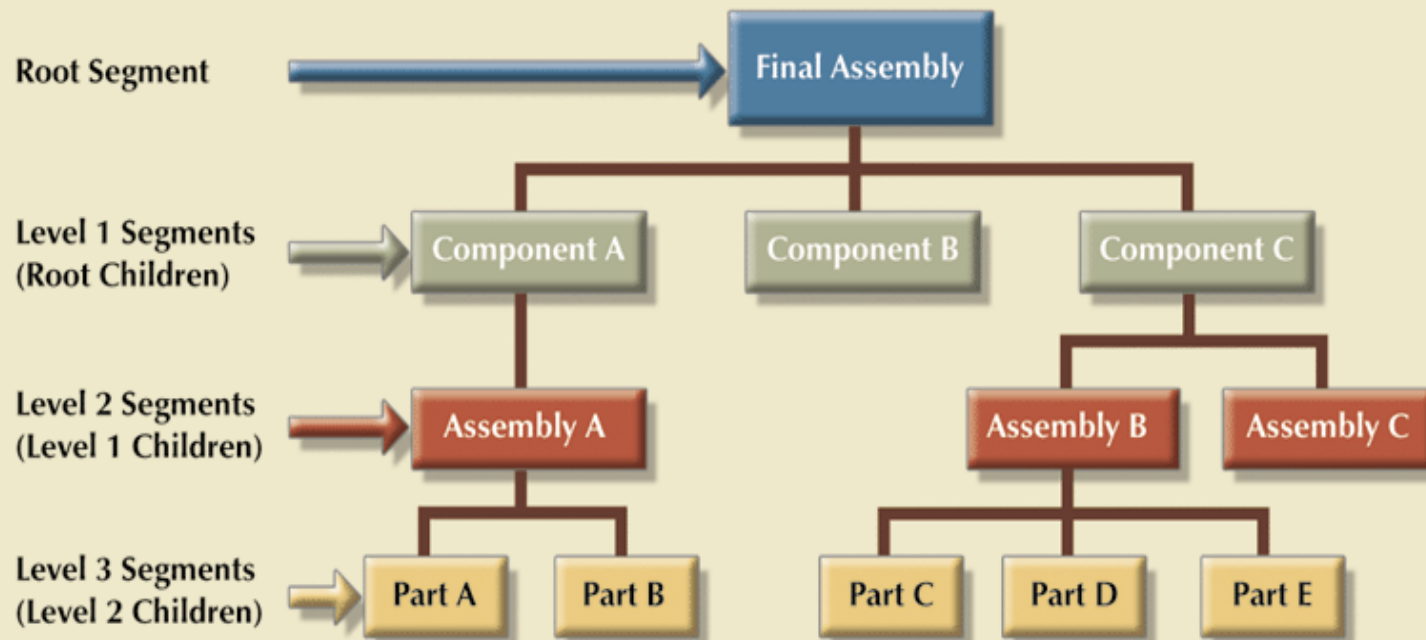 Root Segment
Final Assembly
Level 1 Segments
(Root Children)
Component A
Component B
Component C
Level 2 Segments
(Level 1 Children)
Assembly A
Assembly B
Assembly C
Level 3 Segments
(Level 2 Children)
Part A
Part B
Part C
Part D
Part E